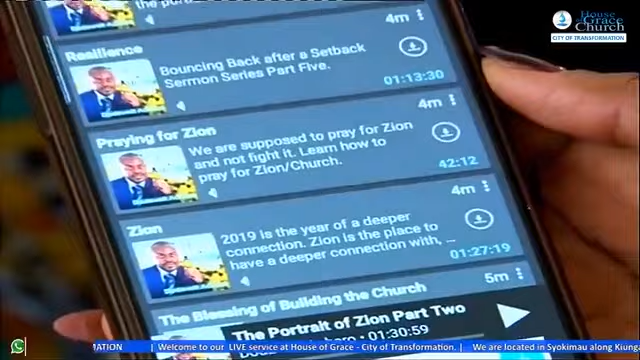 4m
Resilience
Bouncing Back after a Setback
Sermon Series Part Five.
01:13:30
4m
Praying for Zion
We are supposed to pray for Zion
and not fight it. Learn how to
pray for Zion/Church.
42:12
4m
Zion
2019 is the year of a deeper
connection. Zion is the place to
have a deeper connection with, ...
01:27:19
5m
The Blessing of Building the Church
The Portrait of Zion Part Two
01:30:59
House
of Grace
Church
CITY OF TRANSFORMATION
MATION | Welcome to our LIVE service at House of Grace - City of Transformation. | We are located in Syokimau along Kiung